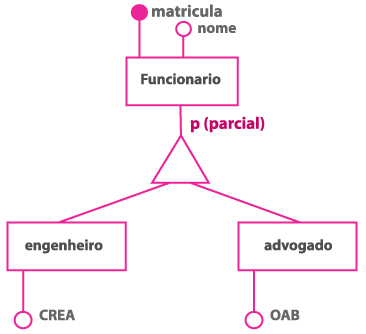 matricula
nome
Funcionario
p (parcial)
engenheiro
advogado
CREA
OAB